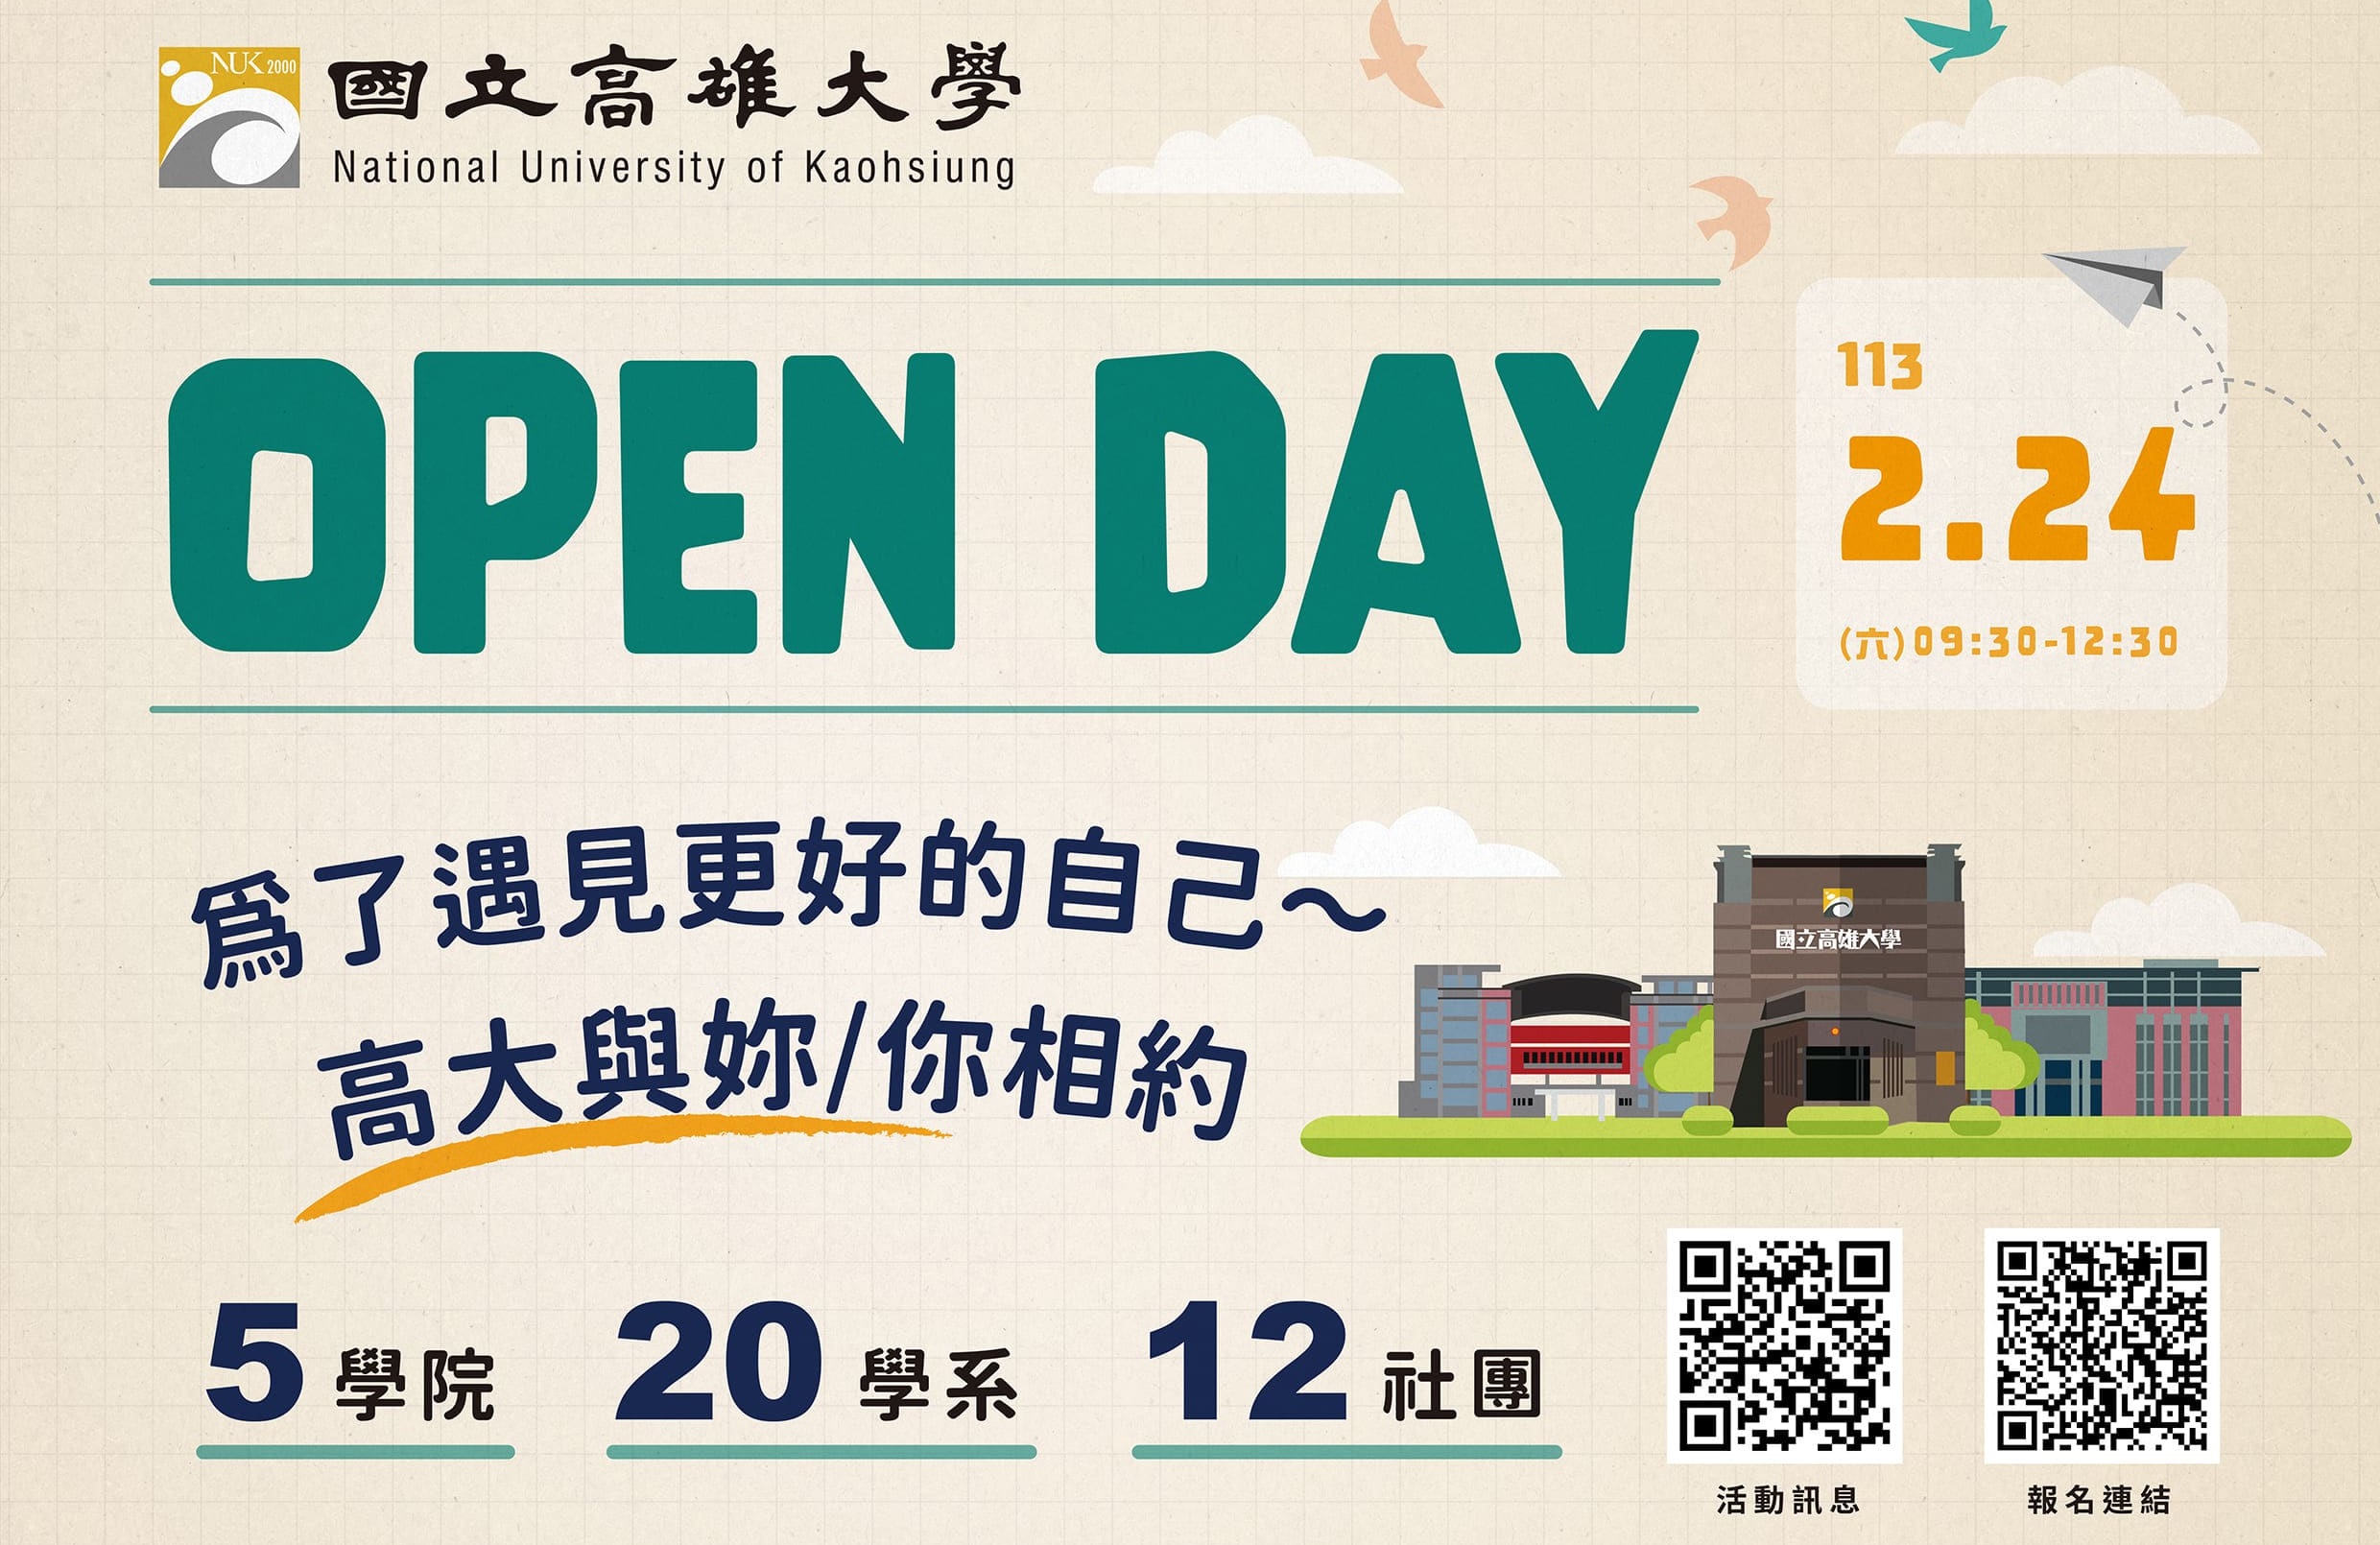 NUK 2000
國立高雄大學
National University of Kaohsiung
OPEN DAY
113
2.24
(六)09:30-12:30
為了遇見更好的自己~
高大與妳/你相約
國立高雄大學
5 學院
20 學系
12 社團
活動訊息
報名連結